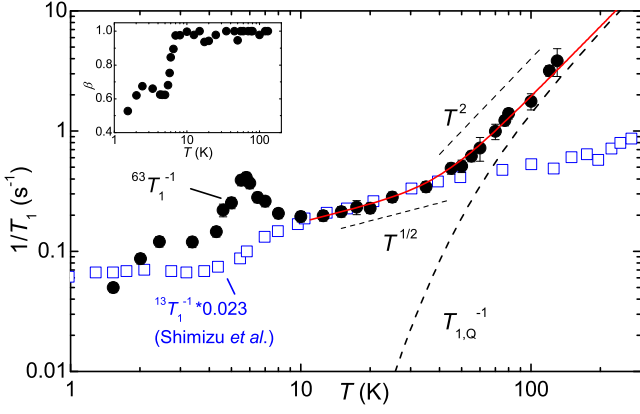 10
1.0
0.8
0.6
0.4
β
1
10
100
T (K)
T²
1
⁶³T₁⁻¹
1/T₁ (s⁻¹)
T^1/2
0.1
¹³T₁⁻¹*0.023
(Shimizu et al.)
T₁,Q⁻¹
0.01
1
10
T (K)
100